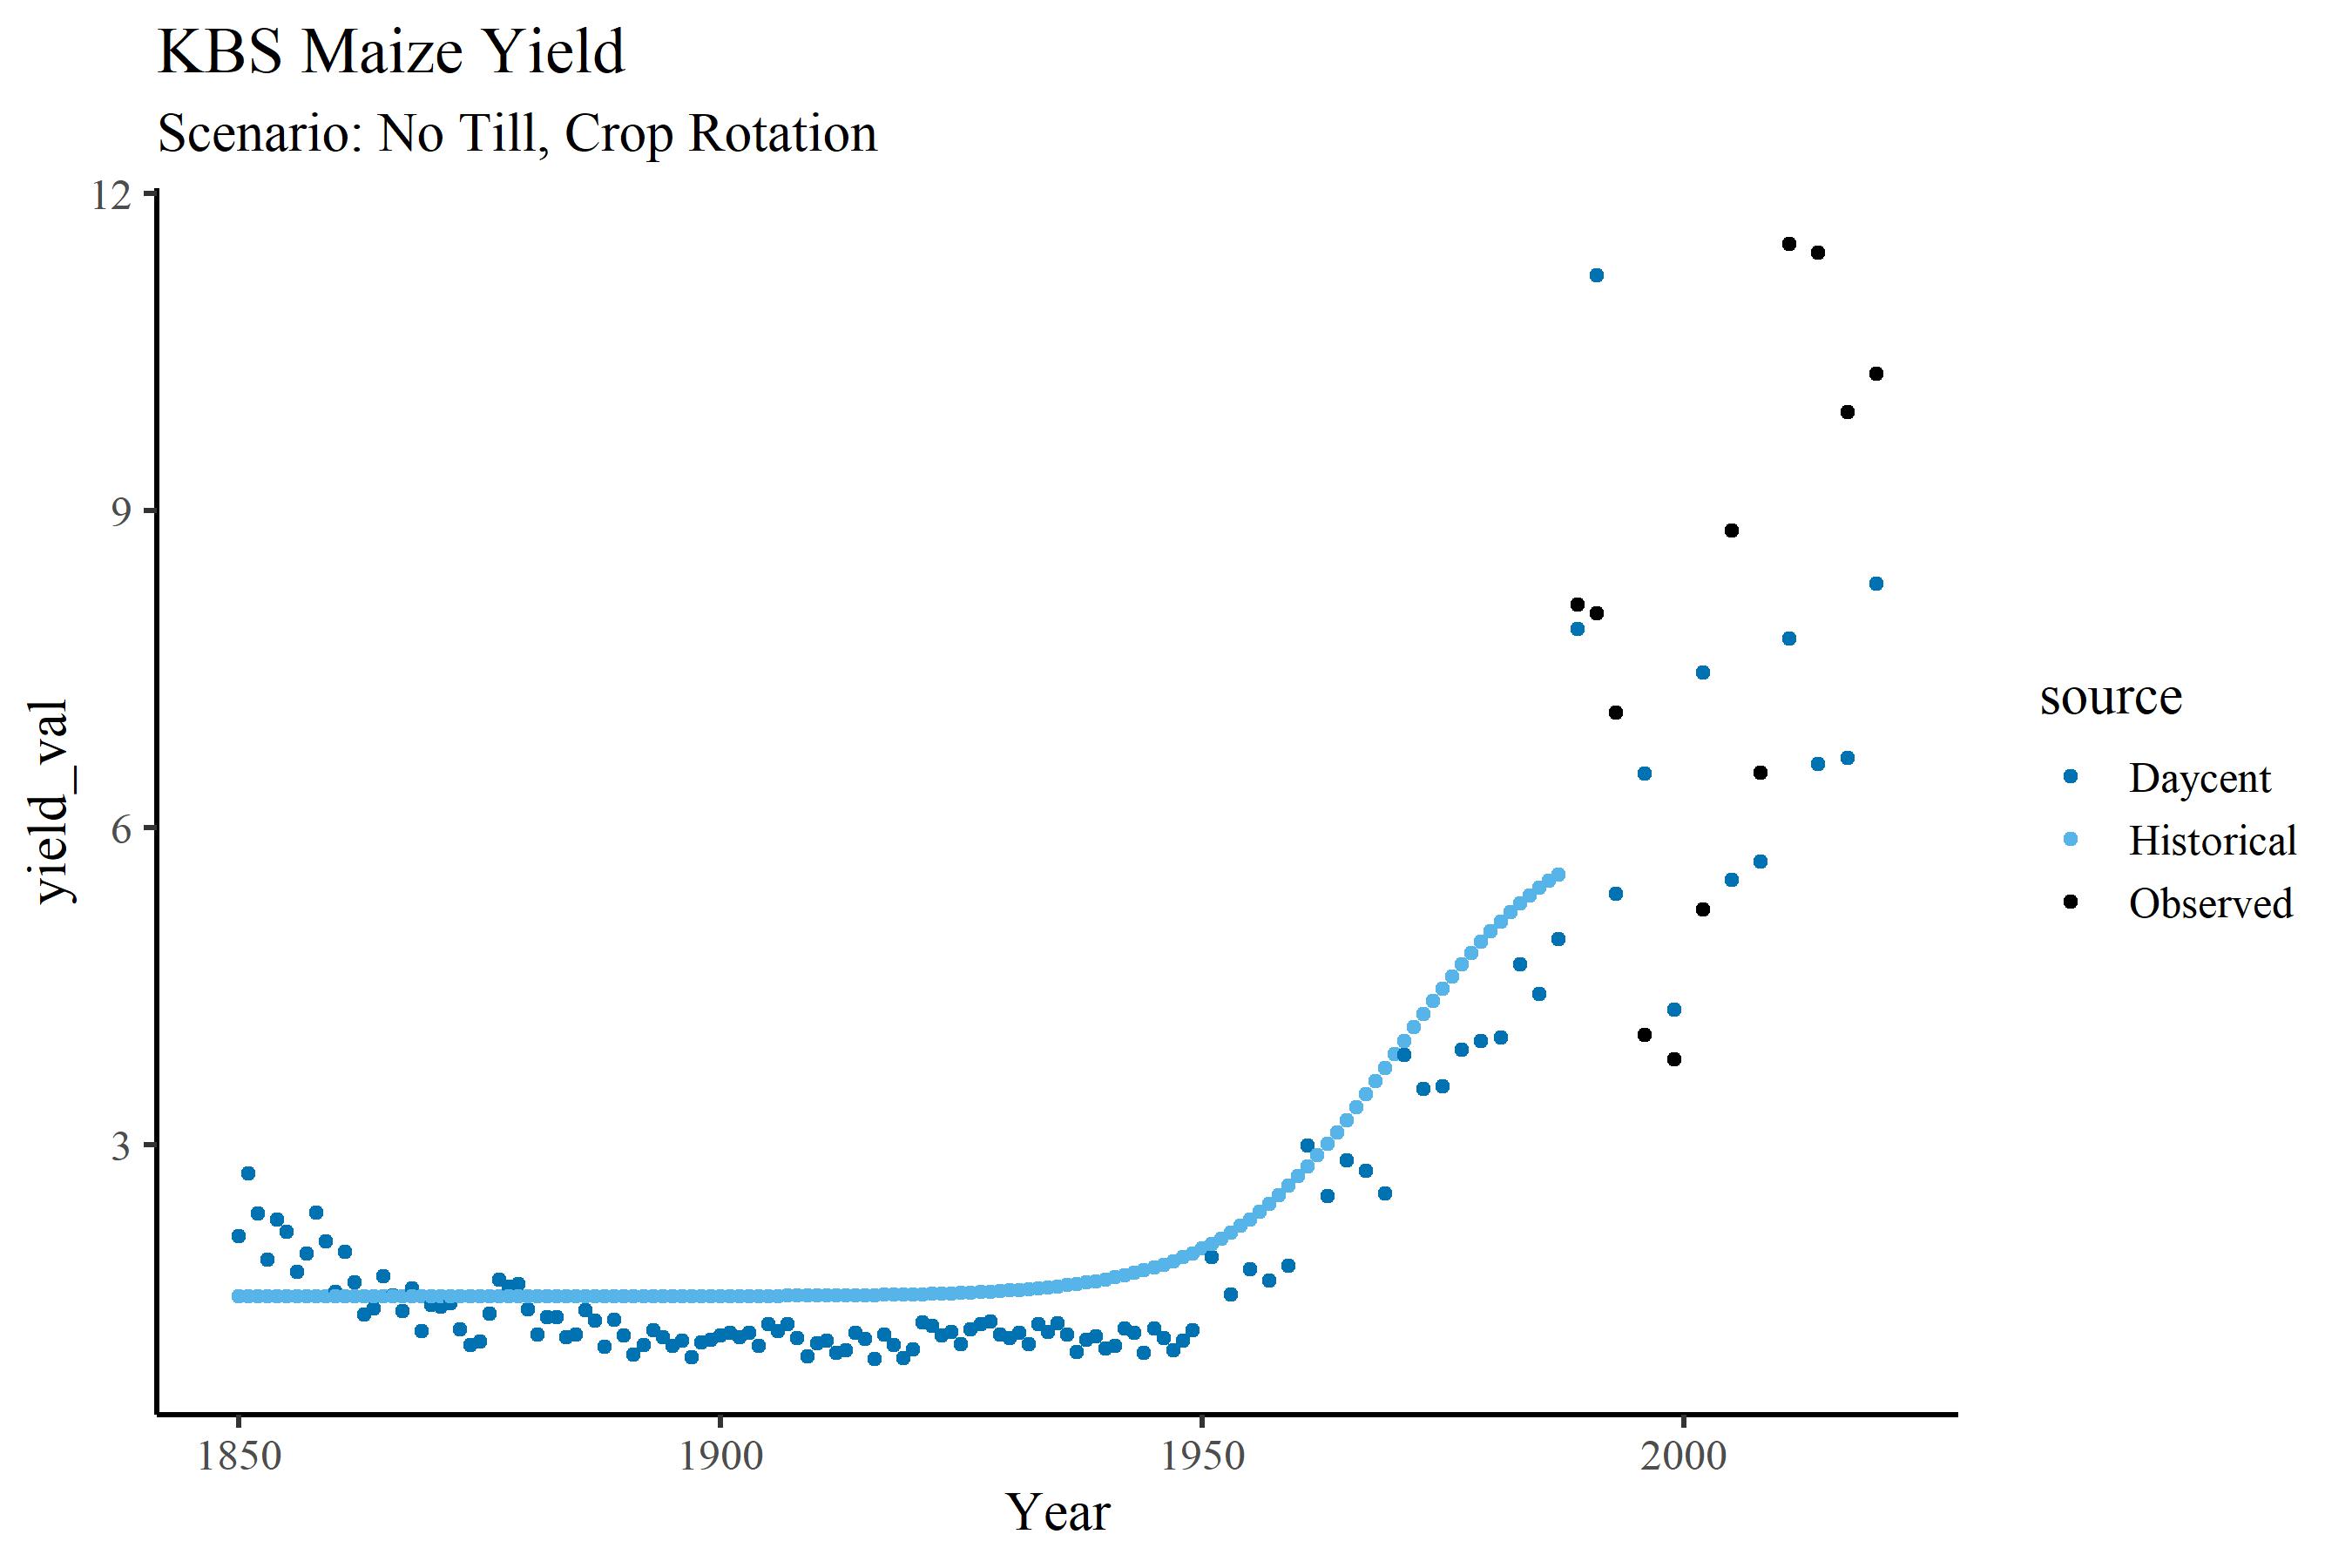 KBS Maize Yield
Scenario: No Till, Crop Rotation
12
9
6
3
yield_val
1850
1900
1950
2000
Year
source
Daycent
Historical
Observed